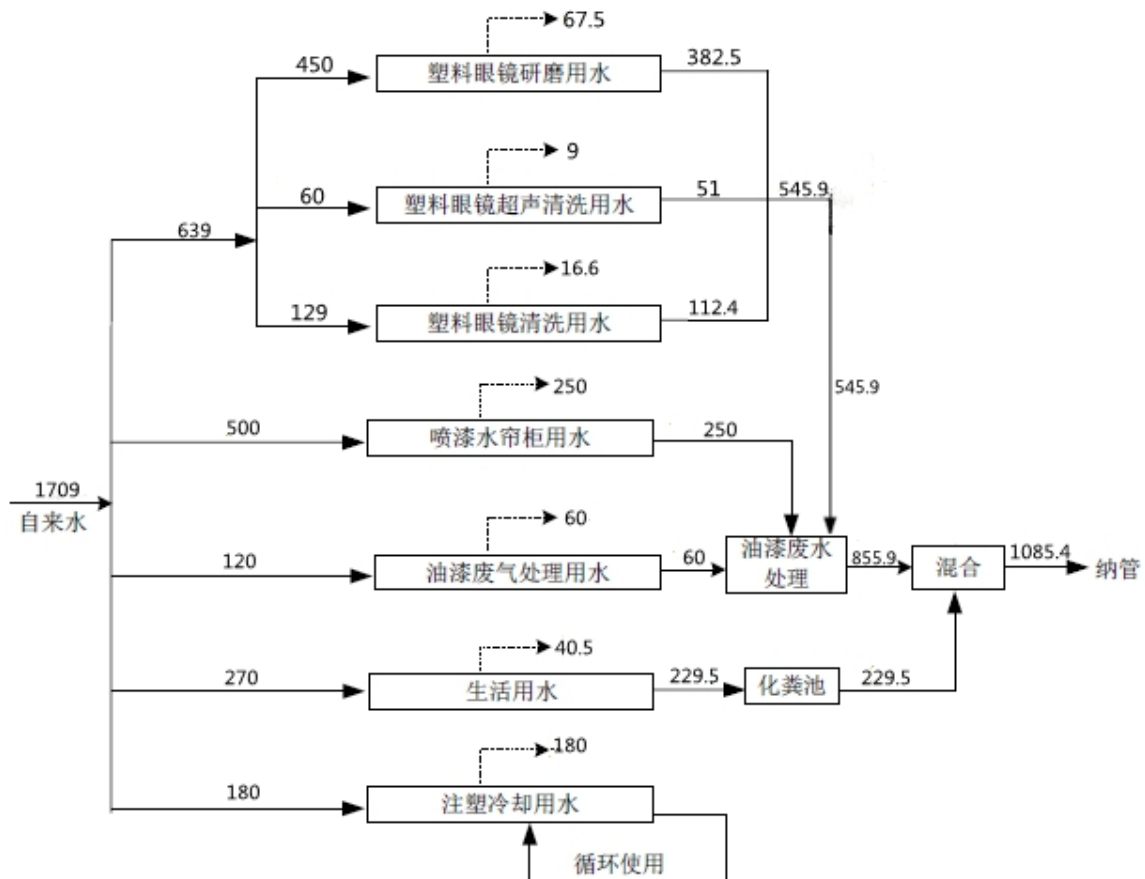 67.5
450
塑料眼镜研磨用水
382.5
9
60
塑料眼镜超声清洗用水
51
545.9
639
16.6
129
塑料眼镜清洗用水
112.4
250
545.9
500
喷漆水帘柜用水
250
1709
自来水
60
120
油漆废气处理用水
60
油漆废水
处理
855.9
混合
1085.4
纳管
40.5
270
生活用水
229.5
化粪池
229.5
180
180
注塑冷却用水
循环使用